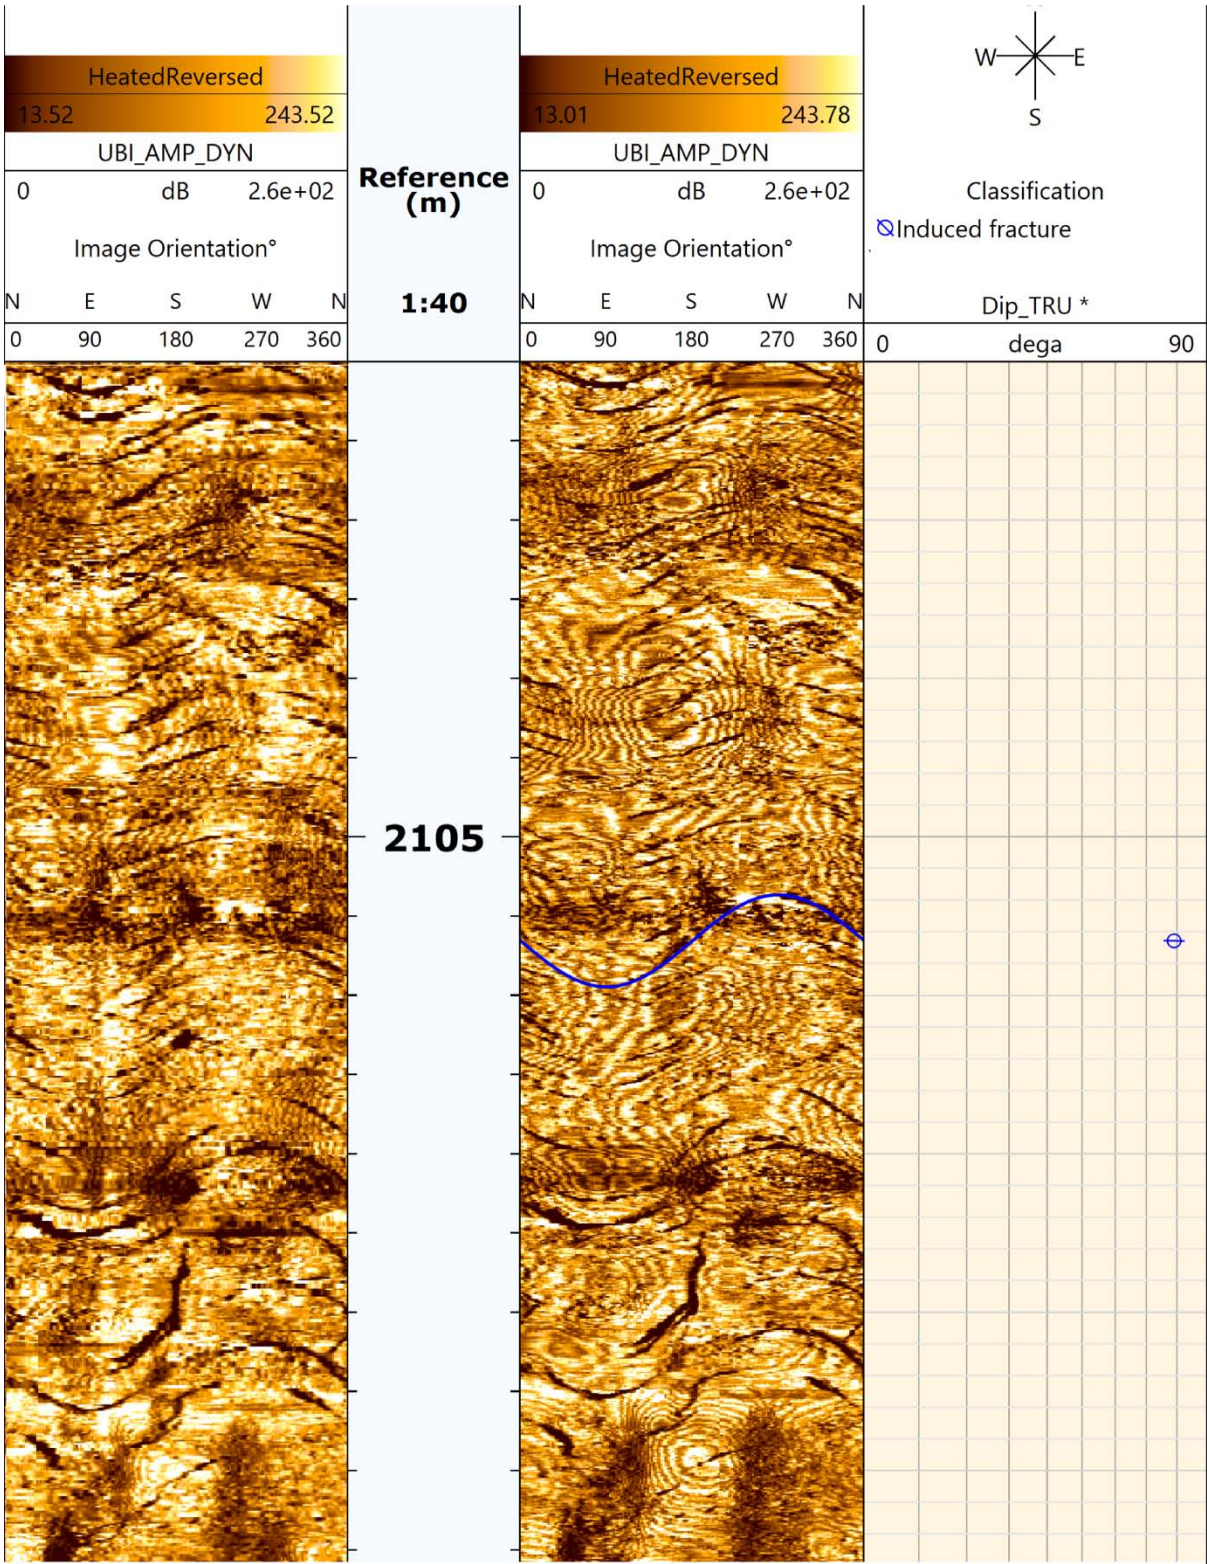 HeatedReversed
13.52 243.52
UBI_AMP_DYN
0 dB 2.6e+02
Image Orientation°
N E S W N
0 90 180 270 360
Reference
(m)
1:40
2105
HeatedReversed
13.01 243.78
UBI_AMP_DYN
0 dB 2.6e+02
Image Orientation°
N E S W N
0 90 180 270 360
W E
S
Classification
Induced fracture
Dip_TRU *
0 dega 90